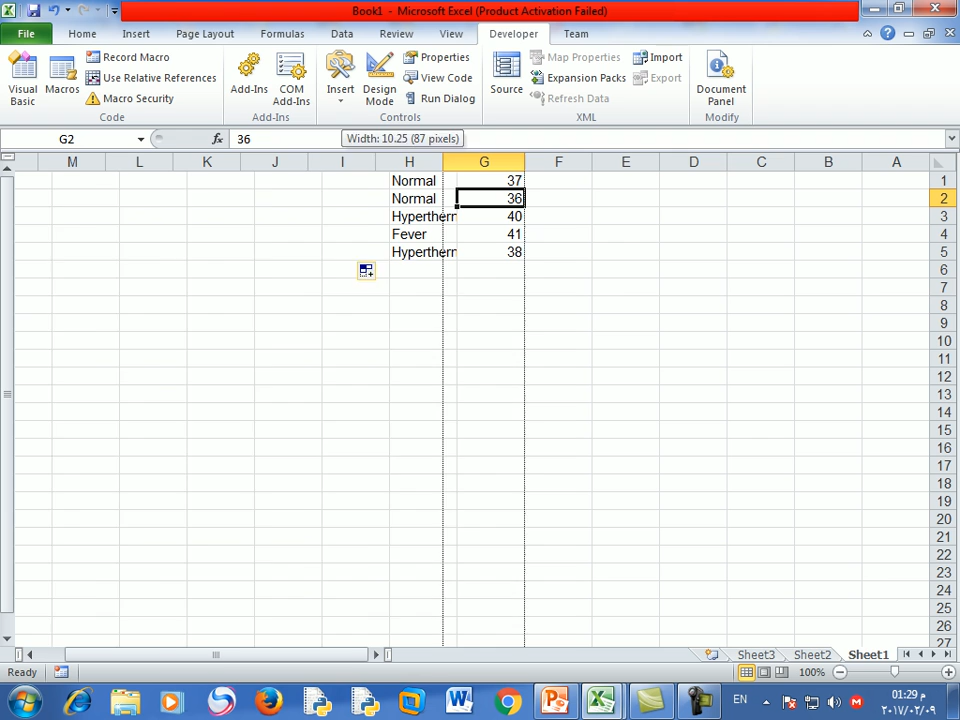 Book1 - Microsoft Excel (Product Activation Failed)
File Home Insert Page Layout Formulas Data Review View Developer Team
Visual Basic
Macros
Record Macro
Use Relative References
Macro Security
Code
Add-Ins
COM Add-Ins
Add-Ins
Insert
Design Mode
Properties
View Code
Run Dialog
Controls
Source
Map Properties
Expansion Packs
Refresh Data
Import
Export
XML
Document Panel
Modify
G2 fx 36
Width: 10.25 (87 pixels)
M L K J I H G F E D C B A
Normal 37 1
Normal 36 2
Hypertherm 40 3
Fever 41 4
Hypertherm 38 5
6
7
8
9
10
11
12
13
14
15
16
17
18
19
20
21
22
23
24
25
26
27
Sheet3 Sheet2 Sheet1
Ready 100%
EN
01:29 م
٢٠١٧/٠٢/٠٩